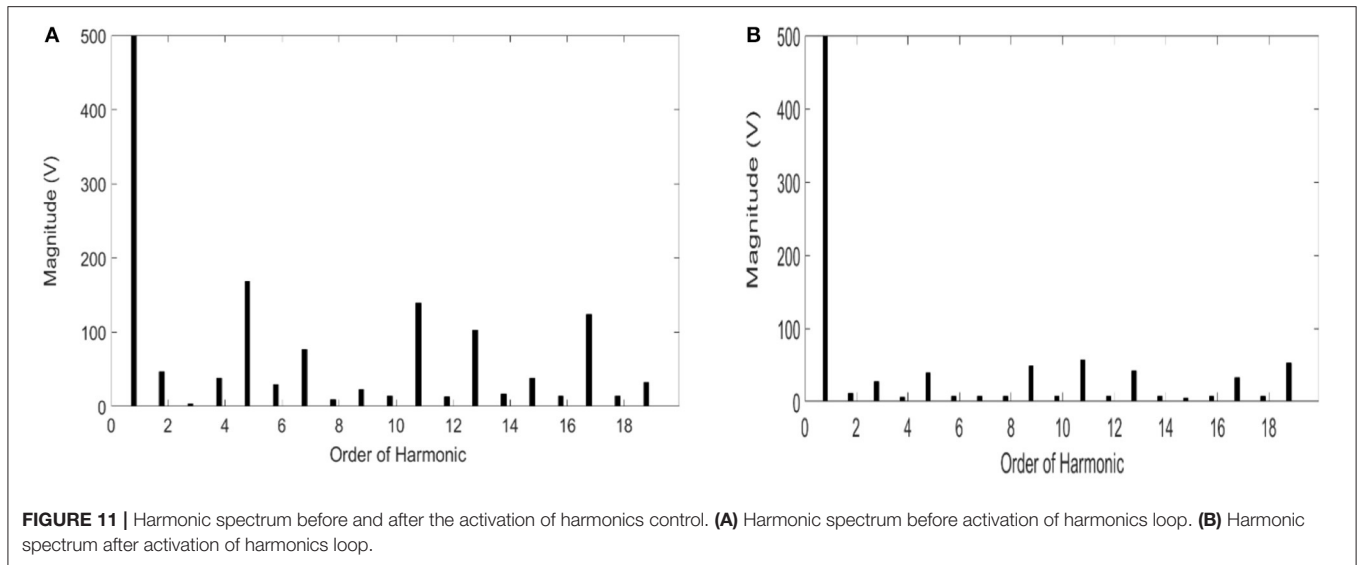 A
500
400
300
200
100
0
Magnitude (V)
0 2 4 6 8 10 12 14 16 18
Order of Harmonic
B
500
400
300
200
100
0
Magnitude (V)
0 2 4 6 8 10 12 14 16 18
Order of Harmonic
FIGURE 11 | Harmonic spectrum before and after the activation of harmonics control. (A) Harmonic spectrum before activation of harmonics loop. (B) Harmonic
spectrum after activation of harmonics loop.